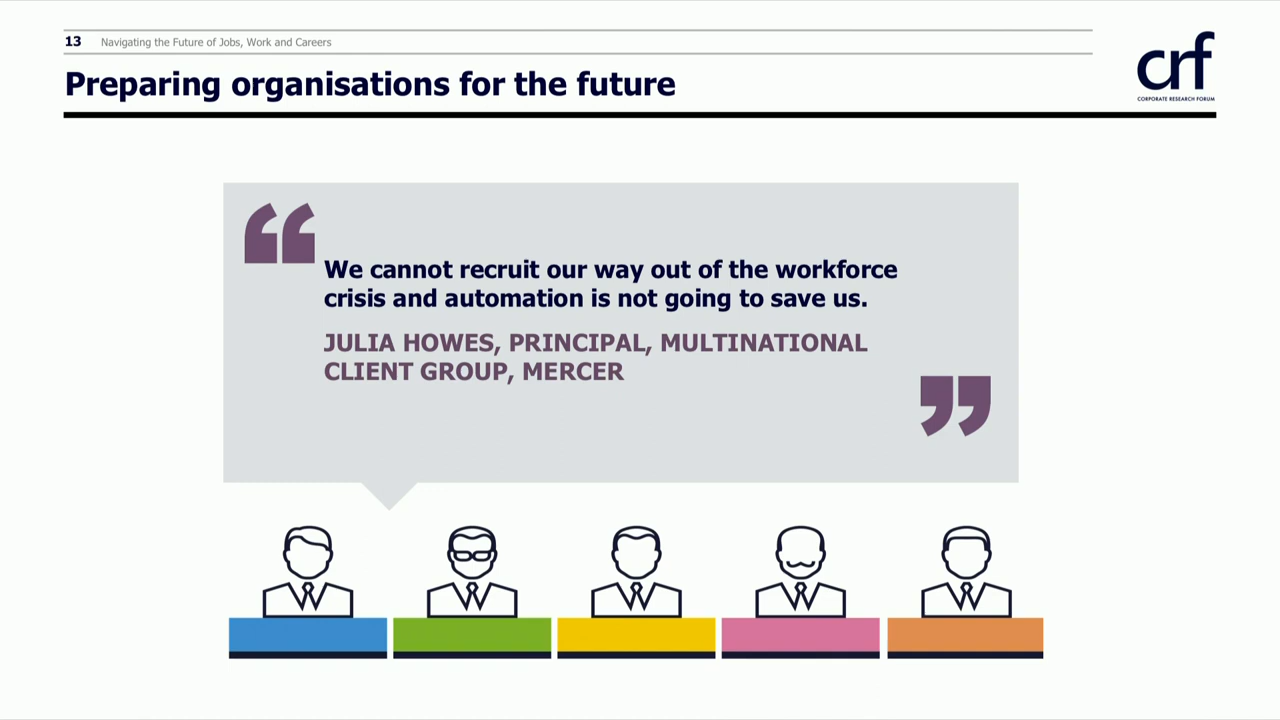 13 Navigating the Future of Jobs, Work and Careers
Preparing organisations for the future
crf
CORPORATE RESEARCH FORUM
“
We cannot recruit our way out of the workforce
crisis and automation is not going to save us.
JULIA HOWES, PRINCIPAL, MULTINATIONAL
CLIENT GROUP, MERCER
”